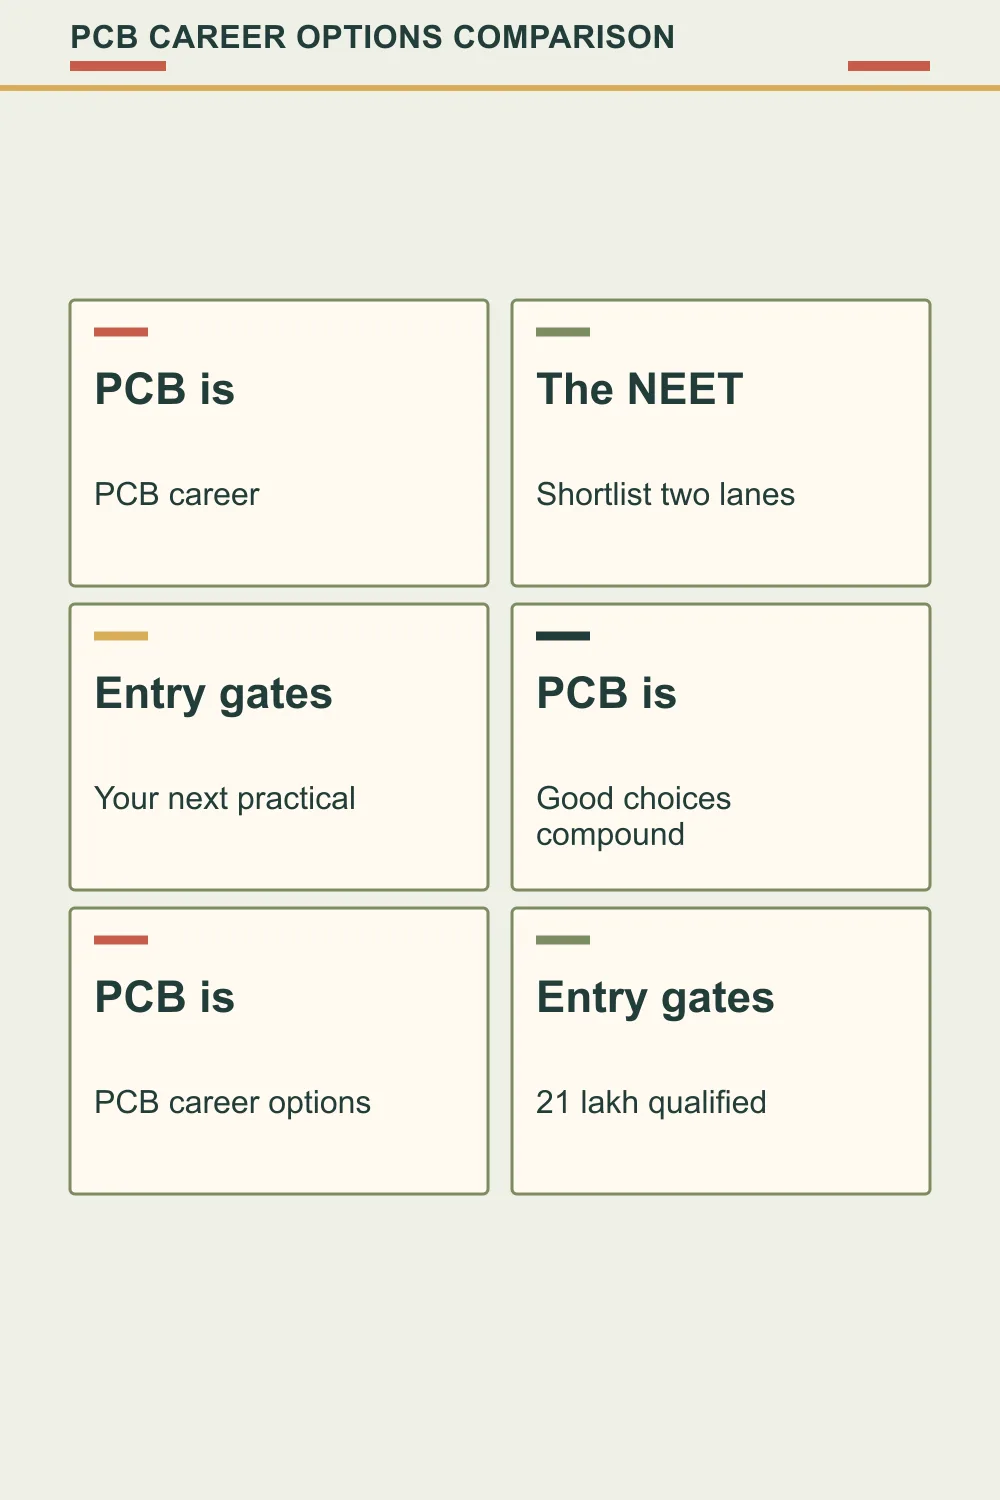 PCB CAREER OPTIONS COMPARISON
PCB is
PCB career
The NEET
Shortlist two lanes
Entry gates
Your next practical
PCB is
Good choices
compound
PCB is
PCB career options
Entry gates
21 lakh qualified